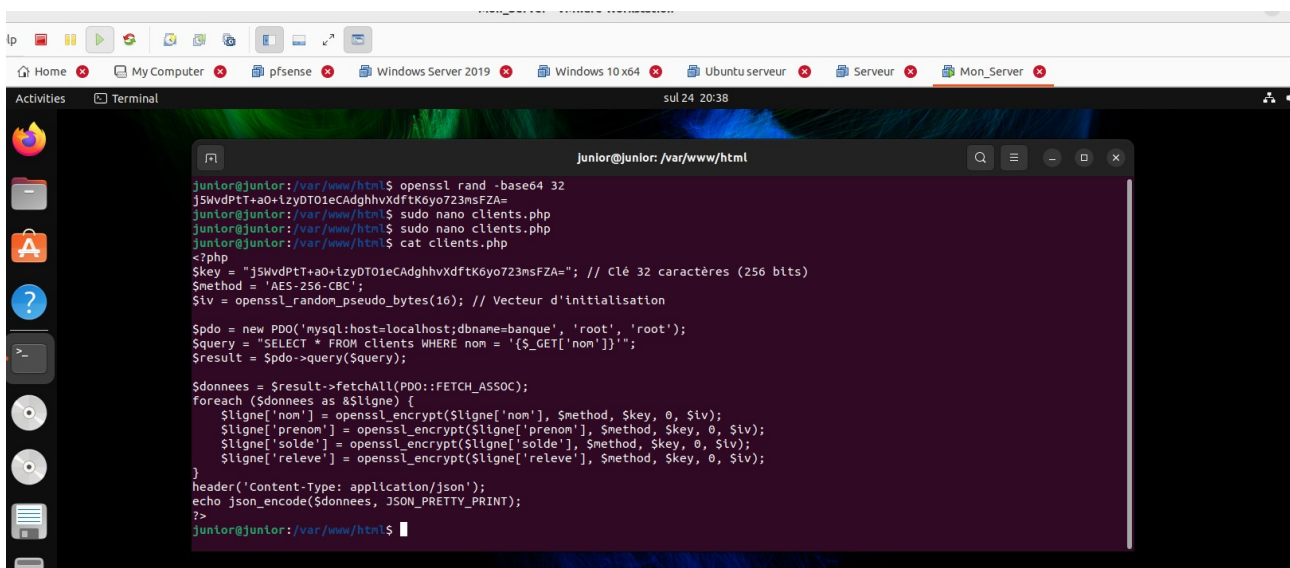 lp
Home My Computer pfsense Windows Server 2019 Windows 10 x64 Ubuntu serveur Serveur Mon_Server
Activities Terminal sul 24 20:38
junior@junior: /var/www/html
junior@junior:/var/www/html$ openssl rand -base64 32
j5WvdPtT+aO+izyDTO1eCAdghhvXdftK6yo723msFZA=
junior@junior:/var/www/html$ sudo nano clients.php
junior@junior:/var/www/html$ sudo nano clients.php
junior@junior:/var/www/html$ cat clients.php
<?php
$key = "j5WvdPtT+aO+izyDTO1eCAdghhvXdftK6yo723msFZA="; // Clé 32 caractères (256 bits)
$method = 'AES-256-CBC';
$iv = openssl_random_pseudo_bytes(16); // Vecteur d'initialisation
$pdo = new PDO('mysql:host=localhost;dbname=banque', 'root', 'root');
$query = "SELECT * FROM clients WHERE nom = '{$_GET['nom']}'";
$result = $pdo->query($query);
$donnees = $result->fetchAll(PDO::FETCH_ASSOC);
foreach ($donnees as &$ligne) {
$ligne['nom'] = openssl_encrypt($ligne['nom'], $method, $key, 0, $iv);
$ligne['prenom'] = openssl_encrypt($ligne['prenom'], $method, $key, 0, $iv);
$ligne['solde'] = openssl_encrypt($ligne['solde'], $method, $key, 0, $iv);
$ligne['releve'] = openssl_encrypt($ligne['releve'], $method, $key, 0, $iv);
}
header('Content-Type: application/json');
echo json_encode($donnees, JSON_PRETTY_PRINT);
?>
junior@junior:/var/www/html$